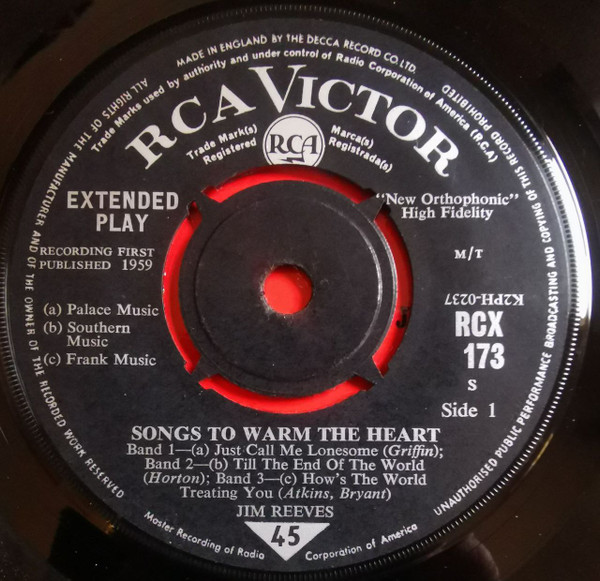 ALL RIGHTS OF THE MANUFACTURER AND OF THE OWNER OF THE RECORDED WORK RESERVED
MADE IN ENGLAND BY THE DECCA RECORD CO. LTD.
UNAUTHORISED PUBLIC PERFORMANCE BROADCASTING AND COPYING OF THIS RECORD PROHIBITED
Trade Marks used by authority and under control of Radio Corporation of America (R.C.A)
RCA VICTOR
Trade Mark(s)
Registered
RCA
Marca(s)
Registrada(s)
EXTENDED
PLAY
"New Orthophonic"
High Fidelity
RECORDING FIRST
PUBLISHED 1959
M/T
(a) Palace Music
(b) Southern
Music
(c) Frank Music
K2PH-0237
RCX
173
S
Side 1
SONGS TO WARM THE HEART
Band 1—(a) Just Call Me Lonesome (Griffin);
Band 2—(b) Till The End Of The World
(Horton); Band 3—(c) How's The World
Treating You (Atkins, Bryant)
JIM REEVES
45
Master Recording of Radio Corporation of America